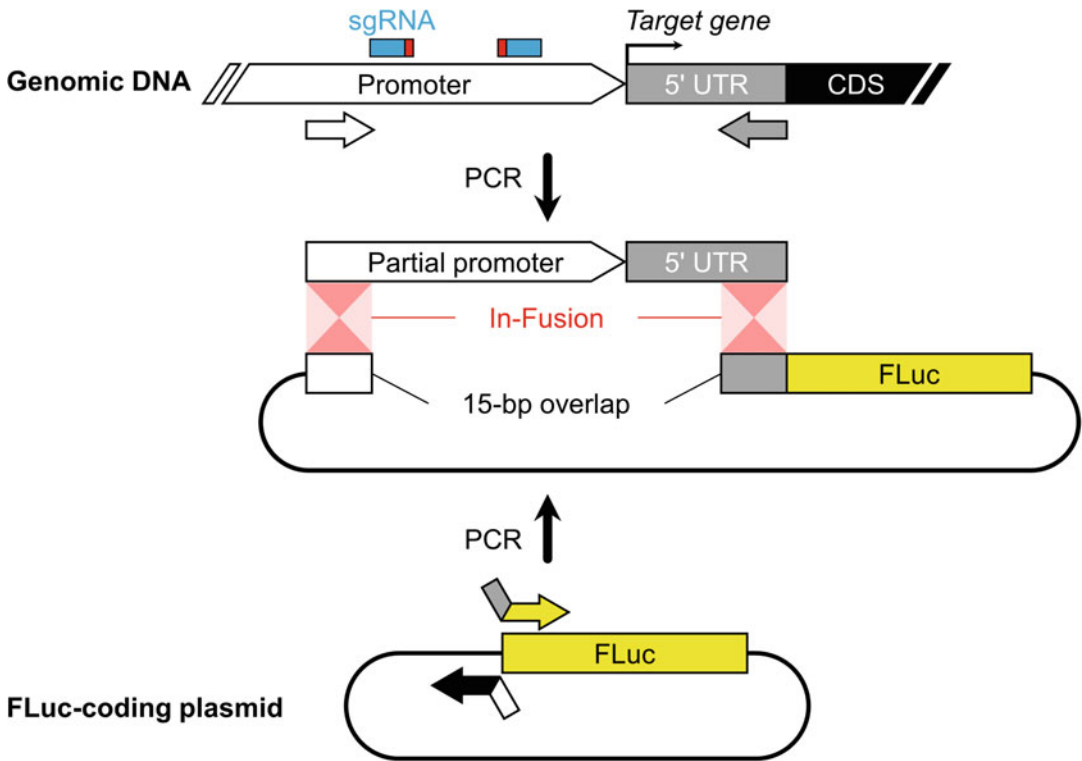 sgRNA
Target gene
Genomic DNA
Promoter
5' UTR
CDS
PCR
Partial promoter
5' UTR
In-Fusion
FLuc
15-bp overlap
PCR
FLuc
FLuc-coding plasmid